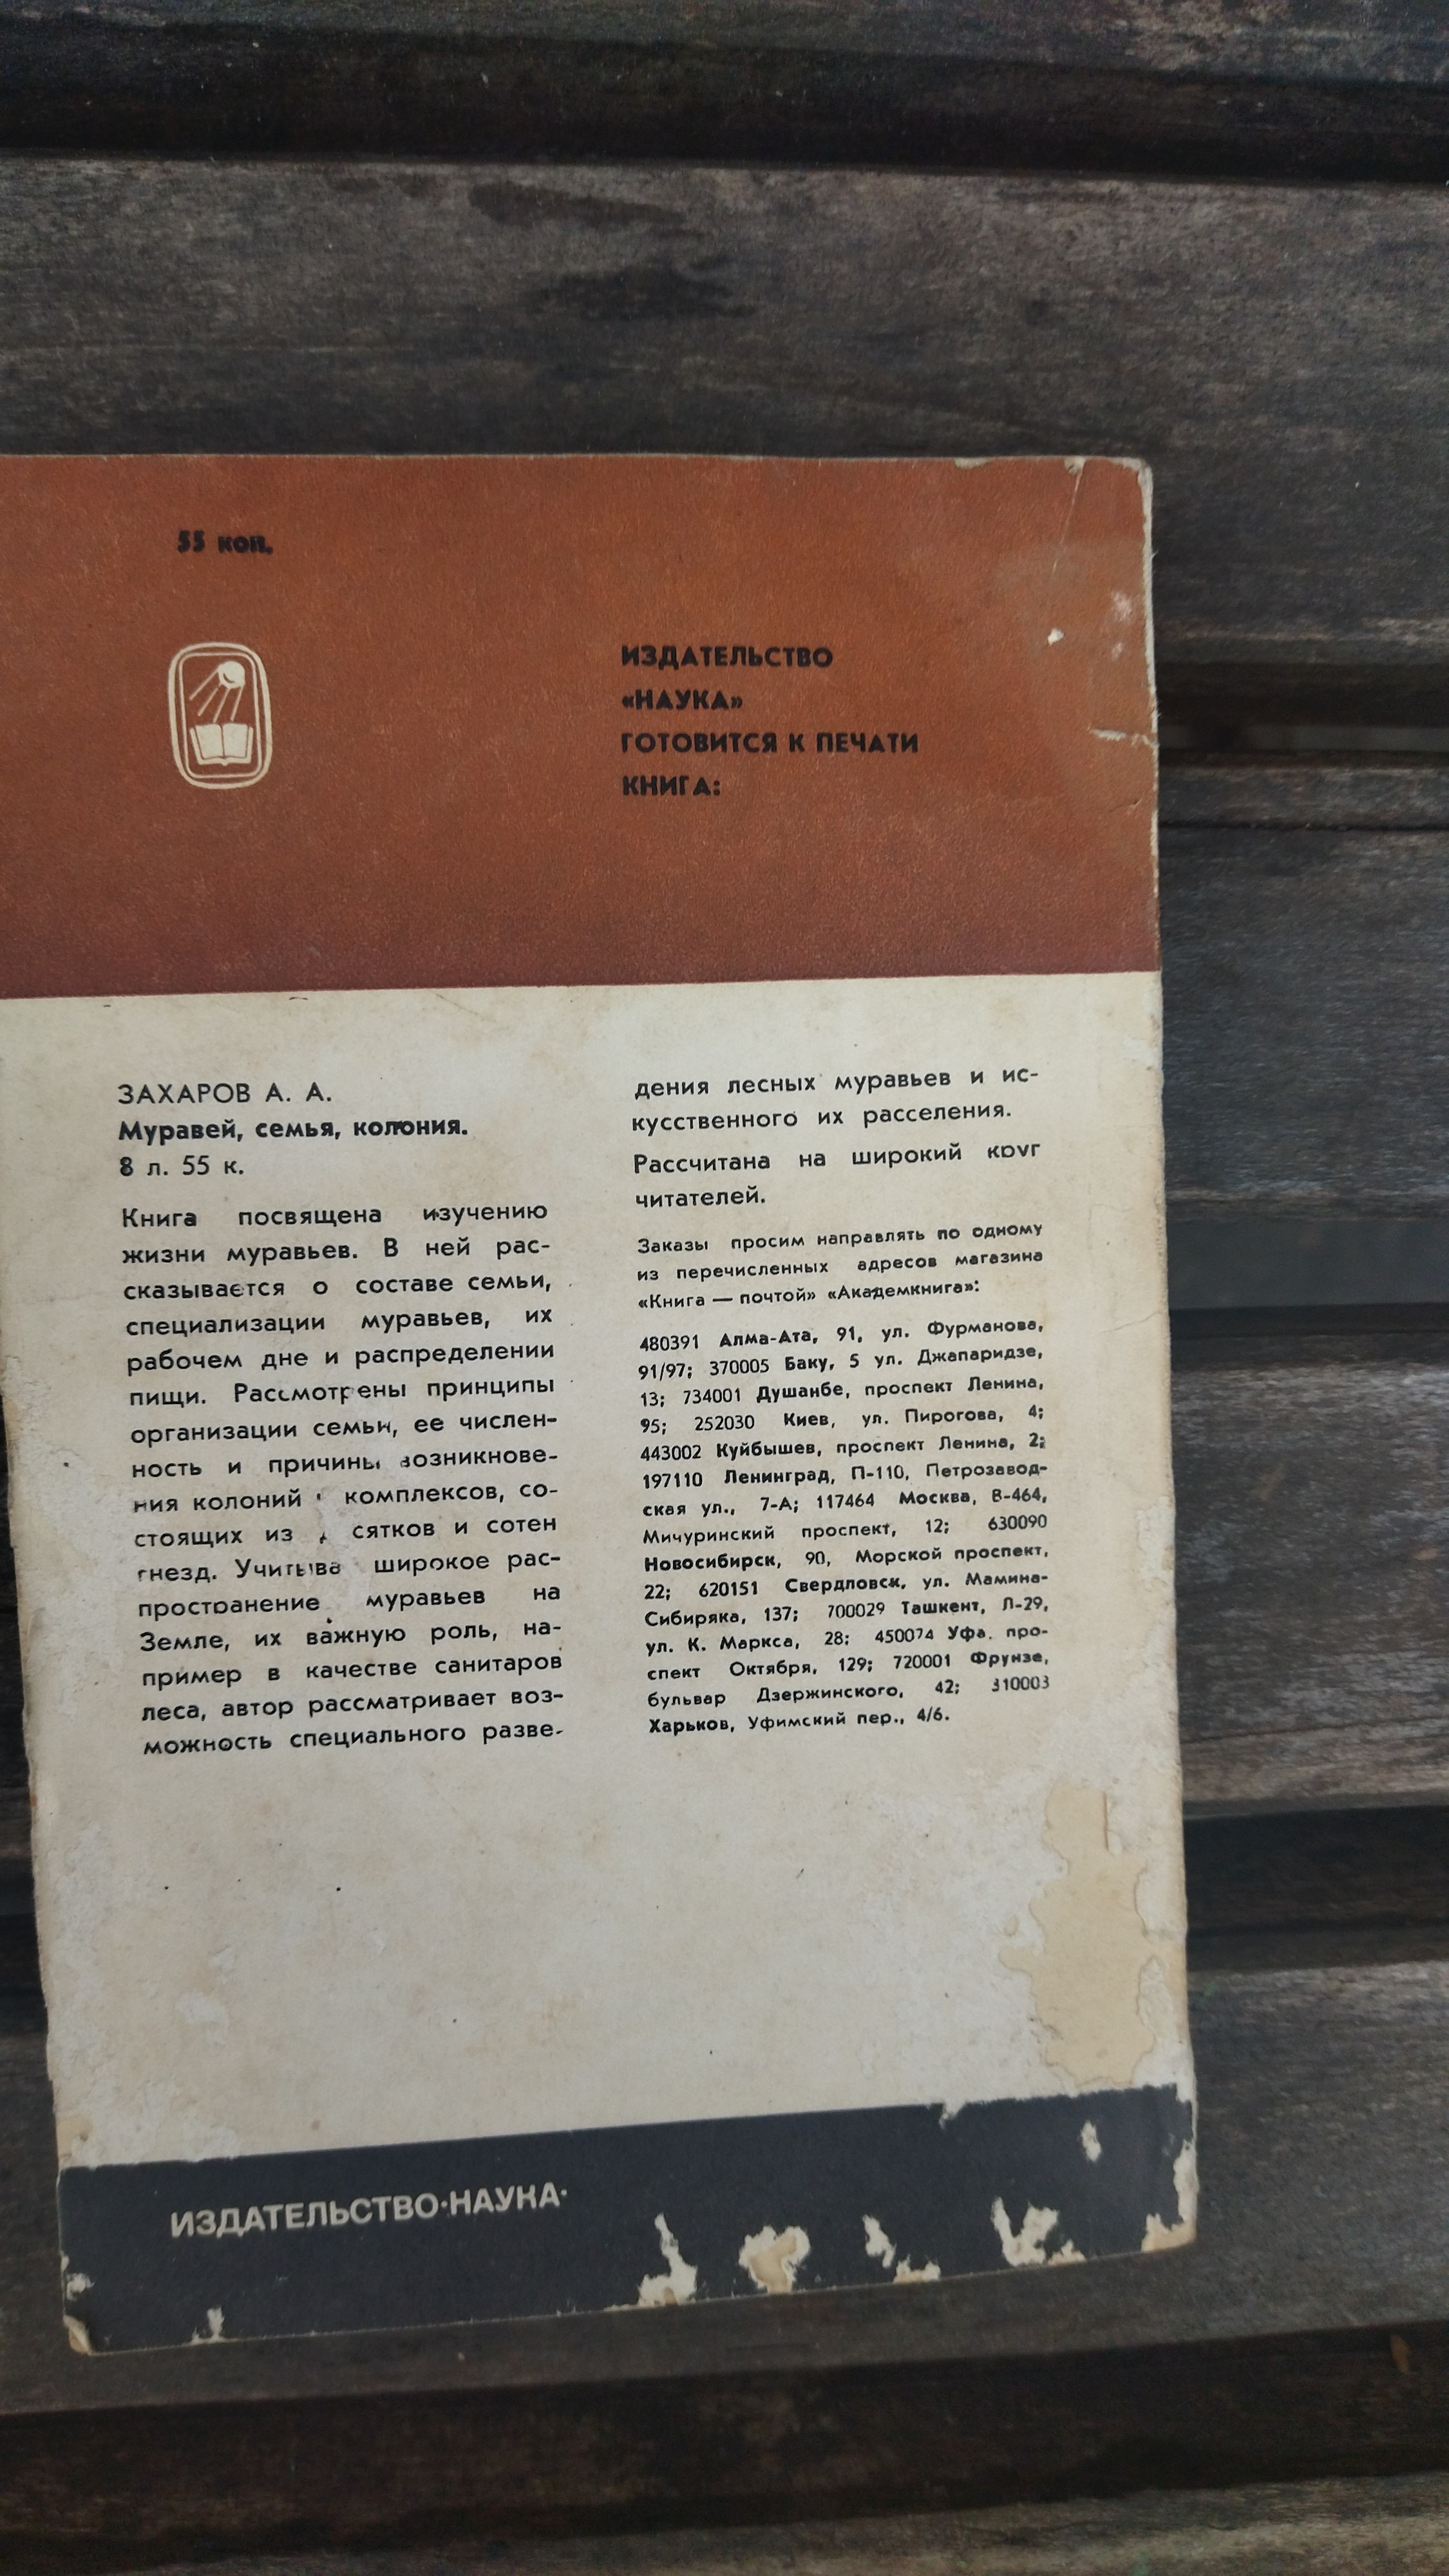 55 коп.
ИЗДАТЕЛЬСТВО
«НАУКА»
ГОТОВИТСЯ К ПЕЧАТИ
КНИГА:
ЗАХАРОВ А. А.
Муравей, семья, колония.
8 л. 55 к.
Книга посвящена изучению
жизни муравьев. В ней рас-
сказывается о составе семьи,
специализации муравьев, их
рабочем дне и распределении
пищи. Рассмотрены принципы
организации семьи, ее числен-
ность и причины возникнове-
ния колоний комплексов, со-
стоящих из сятков и сотен
гнезд. Учитыва широкое рас-
пространение муравьев на
Земле, их важную роль, на-
пример в качестве санитаров
леса, автор рассматривает воз-
можность специального разве-
дения лесных муравьев и ис-
кусственного их расселения.
Рассчитана на широкий круг
читателей.
Заказы просим направлять по одному
из перечисленных адресов магазина
«Книга — почтой» «Академкнига»:
480391 Алма-Ата, 91, ул. Фурманова,
91/97; 370005 Баку, 5 ул. Джапаридзе,
13; 734001 Душанбе, проспект Ленина,
95; 252030 Киев, ул. Пирогова, 4;
443002 Куйбышев, проспект Ленина, 2;
197110 Ленинград, П-110, Петрозавод-
ская ул., 7-А; 117464 Москва, В-464,
Мичуринский проспект, 12; 630090
Новосибирск, 90, Морской проспект,
22; 620151 Свердловск, ул. Мамина-
Сибиряка, 137; 700029 Ташкент, Л-29,
ул. К. Маркса, 28; 450074 Уфа, про-
спект Октября, 129; 720001 Фрунзе,
бульвар Дзержинского, 42; 310003
Харьков, Уфимский пер., 4/6.
ИЗДАТЕЛЬСТВО·НАУКА·